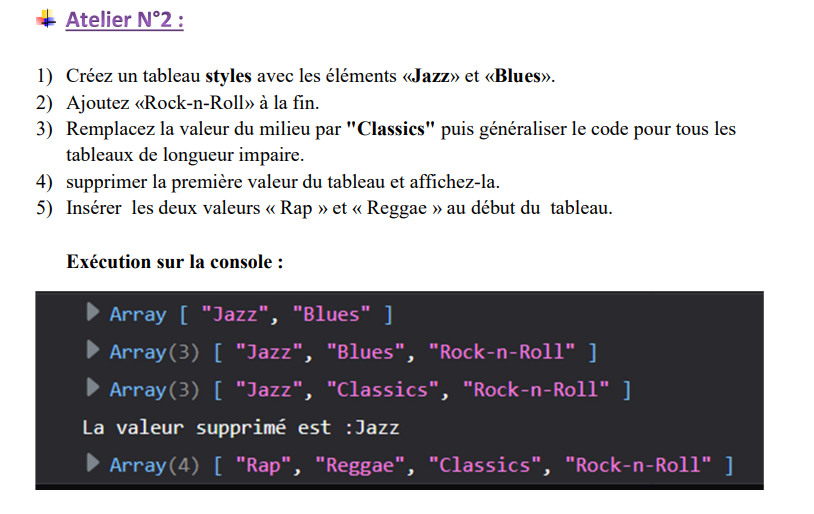 Atelier N°2 :
1) Créez un tableau styles avec les éléments «Jazz» et «Blues».
2) Ajoutez «Rock-n-Roll» à la fin.
3) Remplacez la valeur du milieu par "Classics" puis généraliser le code pour tous les
tableaux de longueur impaire.
4) supprimer la première valeur du tableau et affichez-la.
5) Insérer les deux valeurs « Rap » et « Reggae » au début du tableau.
Exécution sur la console :
Array [ "Jazz", "Blues" ]
Array(3) [ "Jazz", "Blues", "Rock-n-Roll" ]
Array(3) [ "Jazz", "Classics", "Rock-n-Roll" ]
La valeur supprimé est :Jazz
Array(4) [ "Rap", "Reggae", "Classics", "Rock-n-Roll" ]